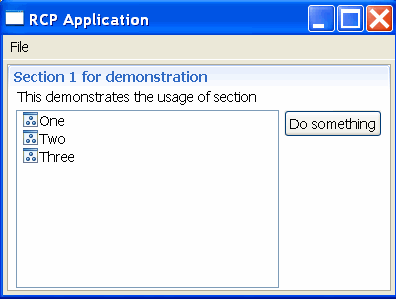 RCP Application
File
Section 1 for demonstration
This demonstrates the usage of section
One
Do something
Two
Three